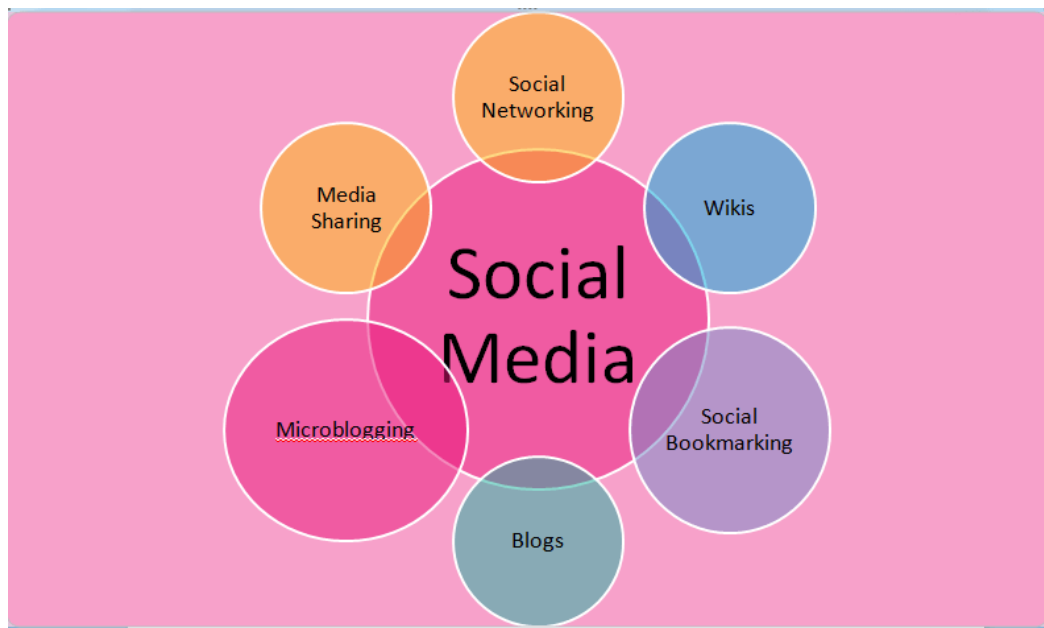 Social
Networking
Media
Sharing
Wikis
Social
Media
Microblogging
Social
Bookmarking
Blogs